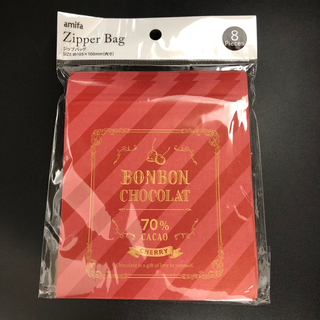 amifa
Zipper Bag
ジップバッグ
8
Pieces
BONBON
CHOCOLAT
70%
CACAO
CHERRY